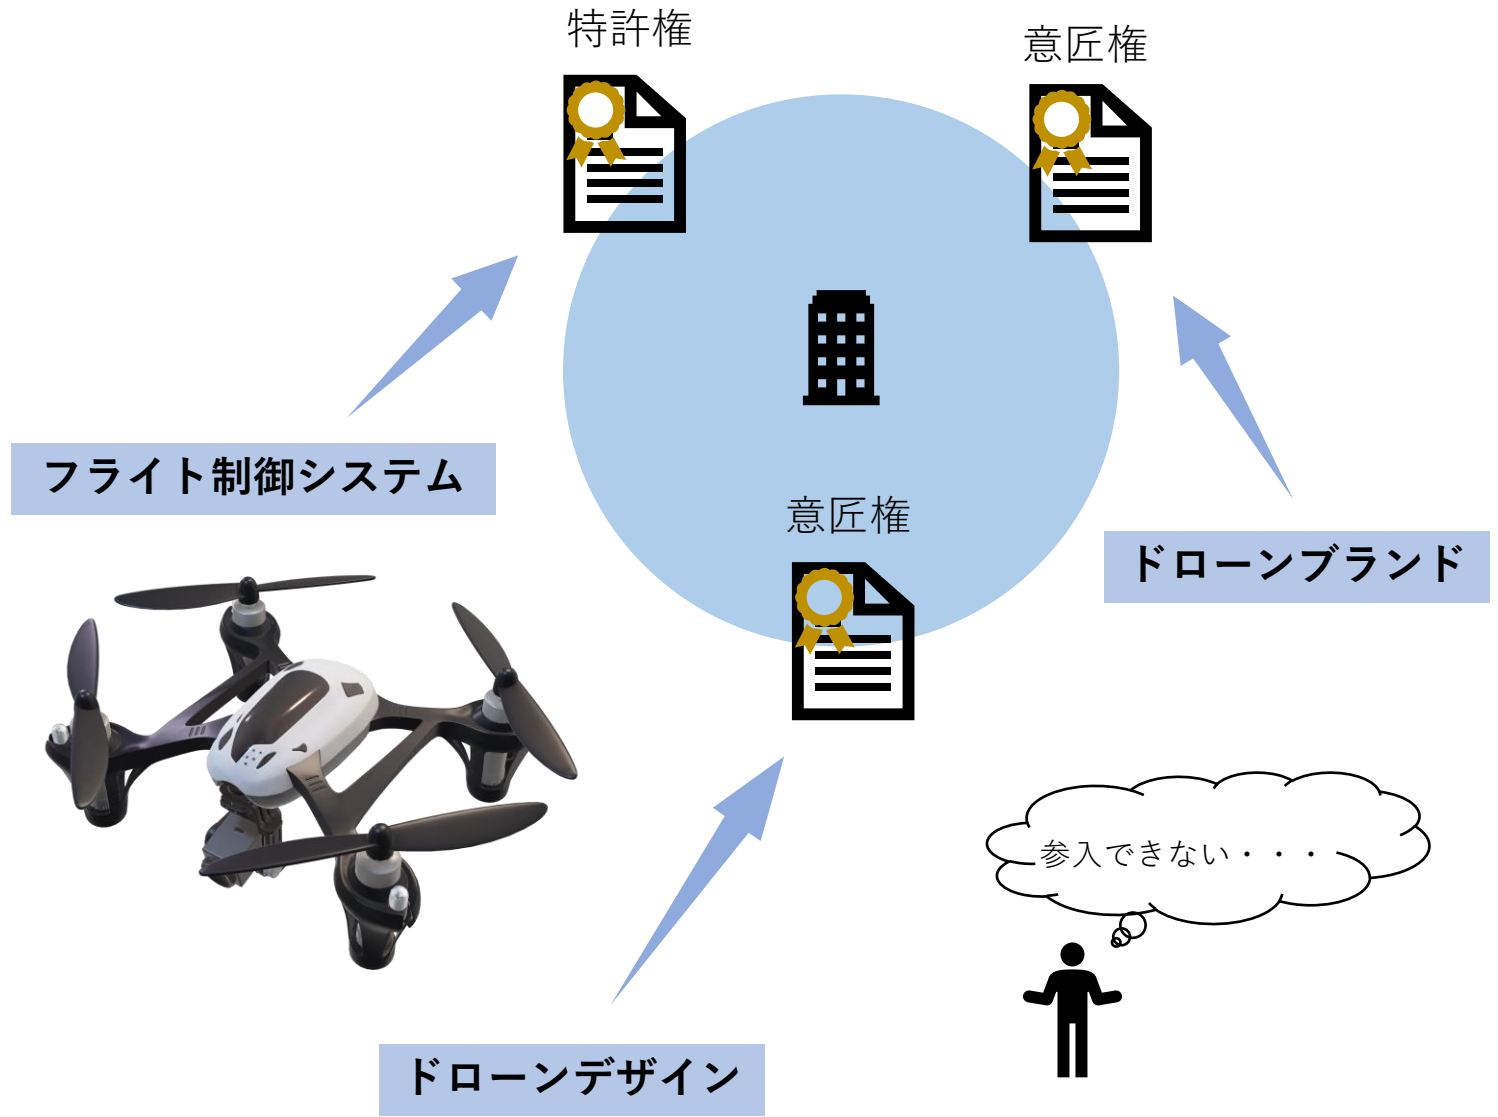 特許権
意匠権
フライト制御システム
意匠権
ドローンブランド
参入できない・・・
ドローンデザイン